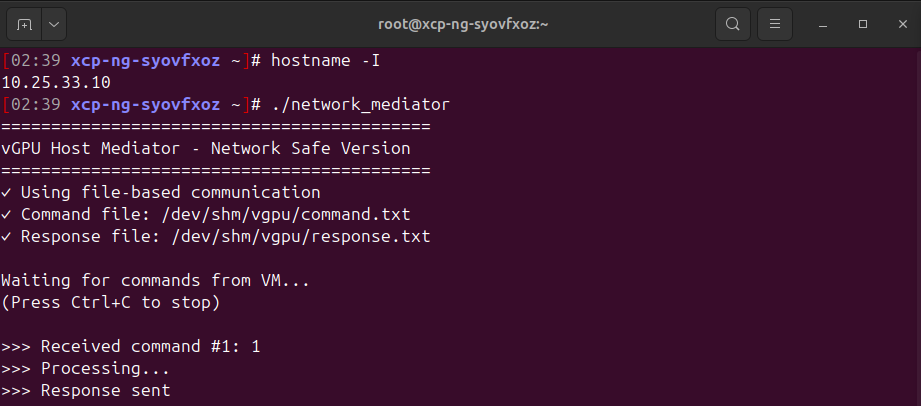 root@xcp-ng-syovfxoz:~
[02:39 xcp-ng-syovfxoz ~]# hostname -I
10.25.33.10
[02:39 xcp-ng-syovfxoz ~]# ./network_mediator
===========================================
vGPU Host Mediator - Network Safe Version
===========================================
✓ Using file-based communication
✓ Command file: /dev/shm/vgpu/command.txt
✓ Response file: /dev/shm/vgpu/response.txt
Waiting for commands from VM...
(Press Ctrl+C to stop)
>>> Received command #1: 1
>>> Processing...
>>> Response sent